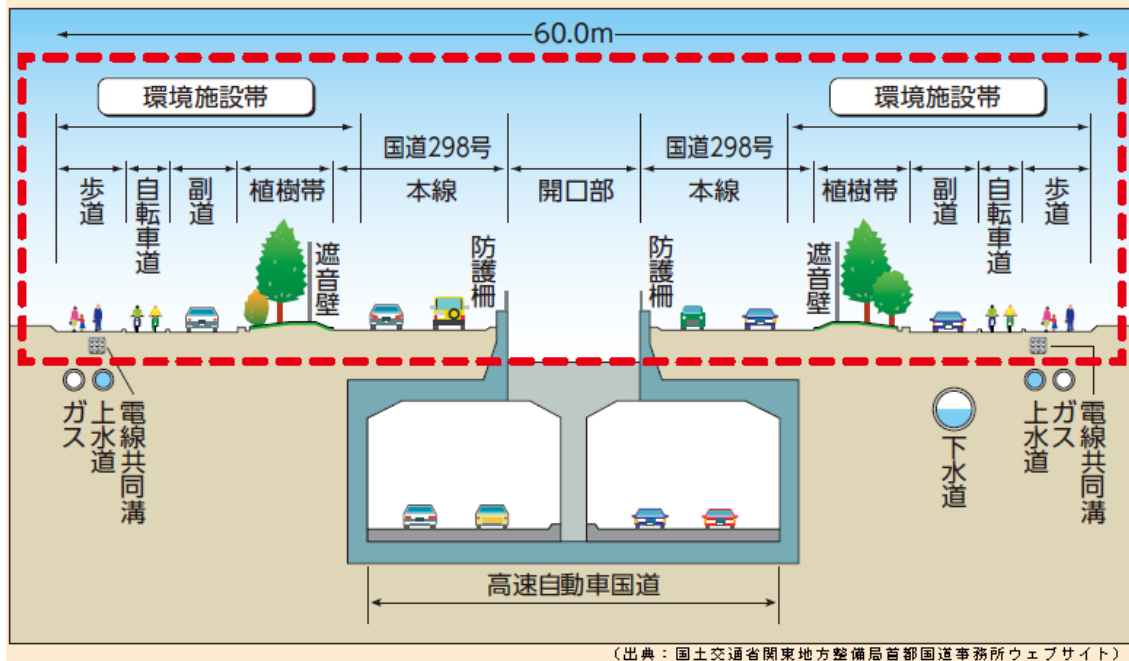 60.0m
環境施設帯
環境施設帯
国道298号
国道298号
歩道
自転車道
副道
植樹帯
本線
開口部
本線
植樹帯
副道
自転車道
歩道
遮音壁
防護柵
防護柵
遮音壁
ガス
上水道
電線共同溝
下水道
上水道
ガス
電線共同溝
高速自動車国道
(出典:国土交通省関東地方整備局首都国道事務所ウェブサイト)